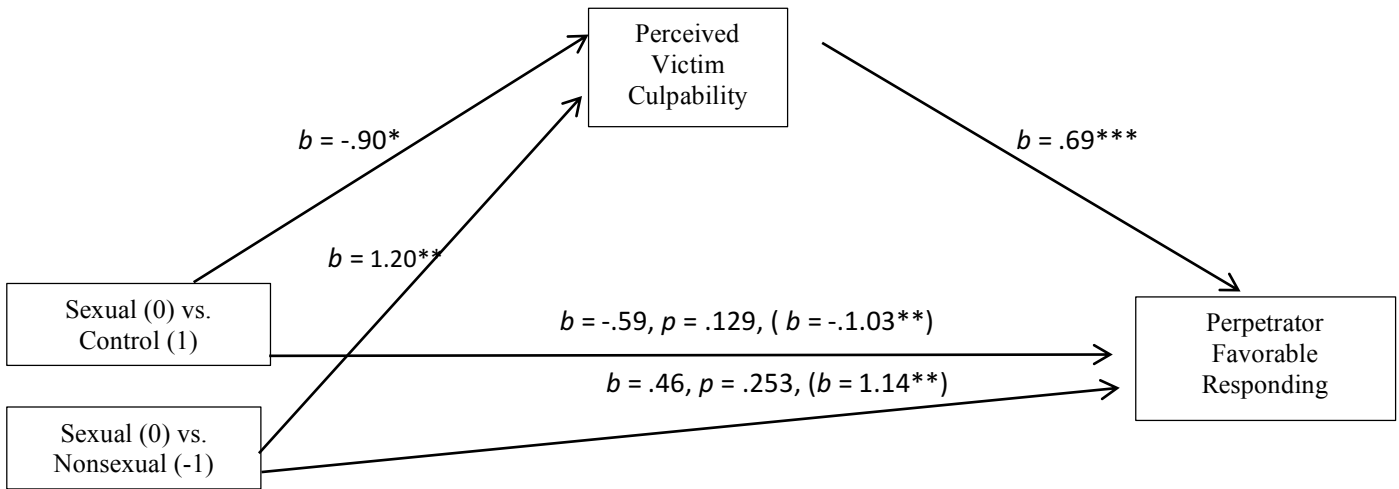 Perceived
Victim
Culpability
b = -.90*
b = .69***
b = 1.20**
Sexual (0) vs.
Control (1)
b = -.59, p = .129, ( b = -.1.03**)
Perpetrator
Favorable
Responding
b = .46, p = .253, (b = 1.14**)
Sexual (0) vs.
Nonsexual (-1)